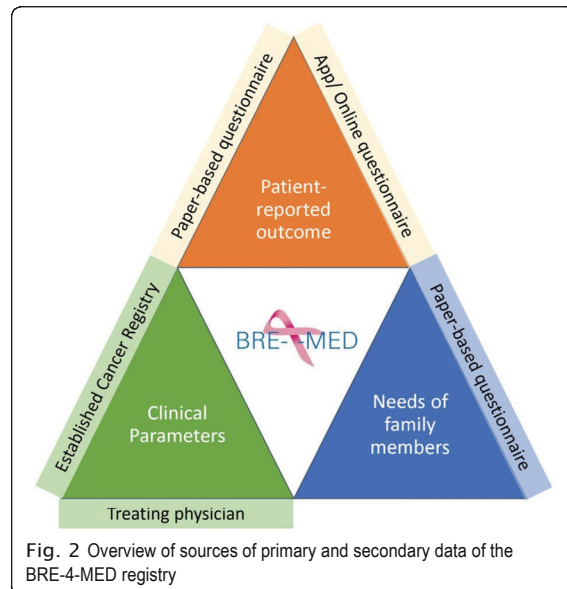 Paper-based questionnaire
App/ Online questionnaire
Patient-
reported
outcome
Established Cancer Registry
Paper-based questionnaire
BRE-4-MED
Clinical
Parameters
Needs of
family
members
Treating physician
Fig. 2 Overview of sources of primary and secondary data of the
BRE-4-MED registry